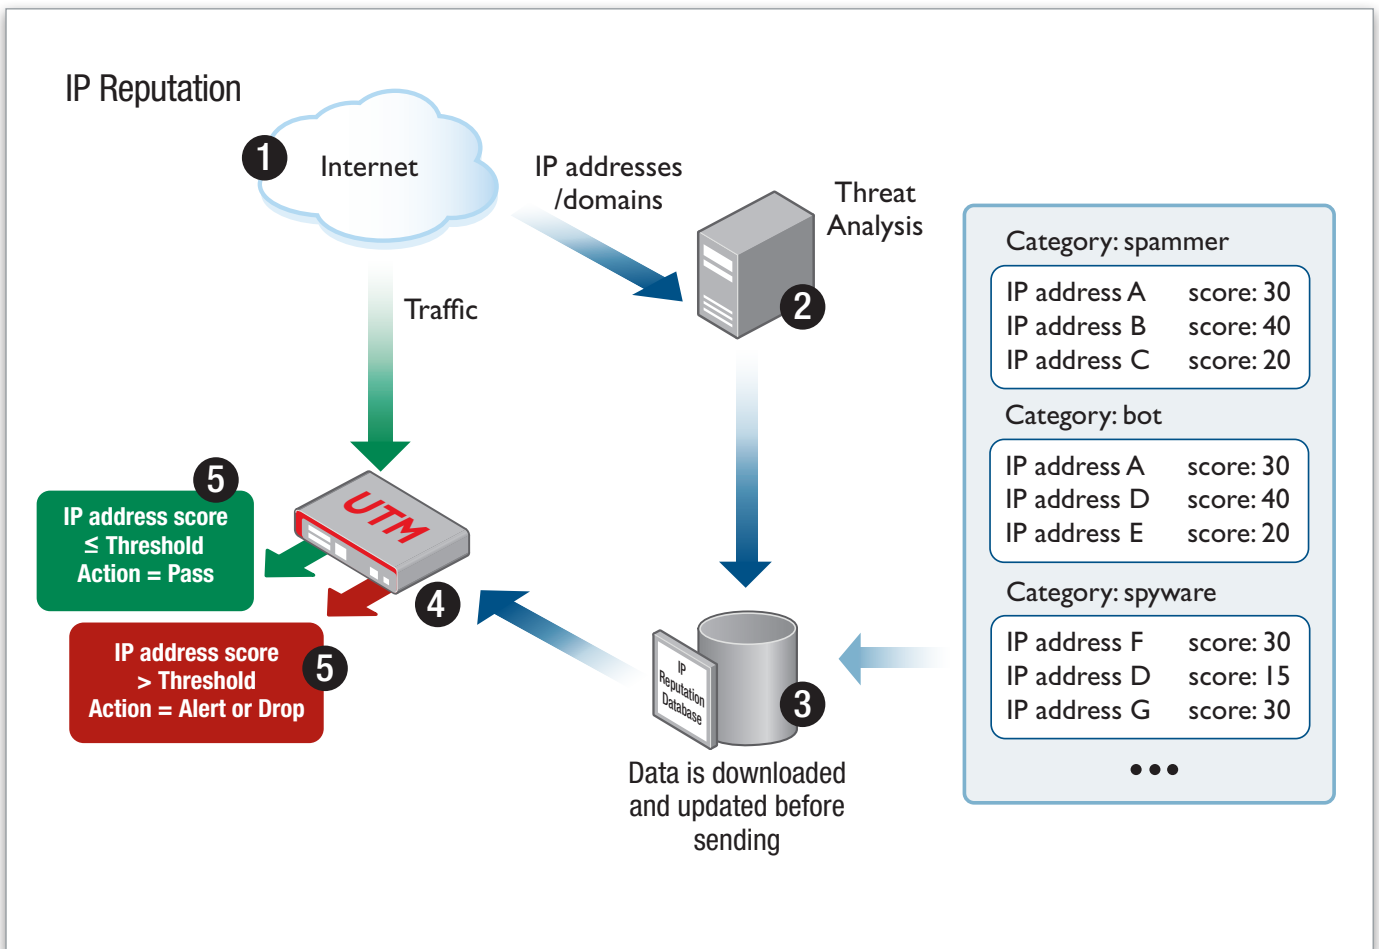 IP Reputation
1
Internet
IP addresses
/domains
Threat
Analysis
2
Traffic
Category: spammer
IP address A score: 30
IP address B score: 40
IP address C score: 20
Category: bot
IP address A score: 30
IP address D score: 40
IP address E score: 20
Category: spyware
IP address F score: 30
IP address D score: 15
IP address G score: 30
•••
UTM
4
5
IP address score
≤ Threshold
Action = Pass
5
IP address score
> Threshold
Action = Alert or Drop
IP
Reputation
Database
3
Data is downloaded
and updated before
sending